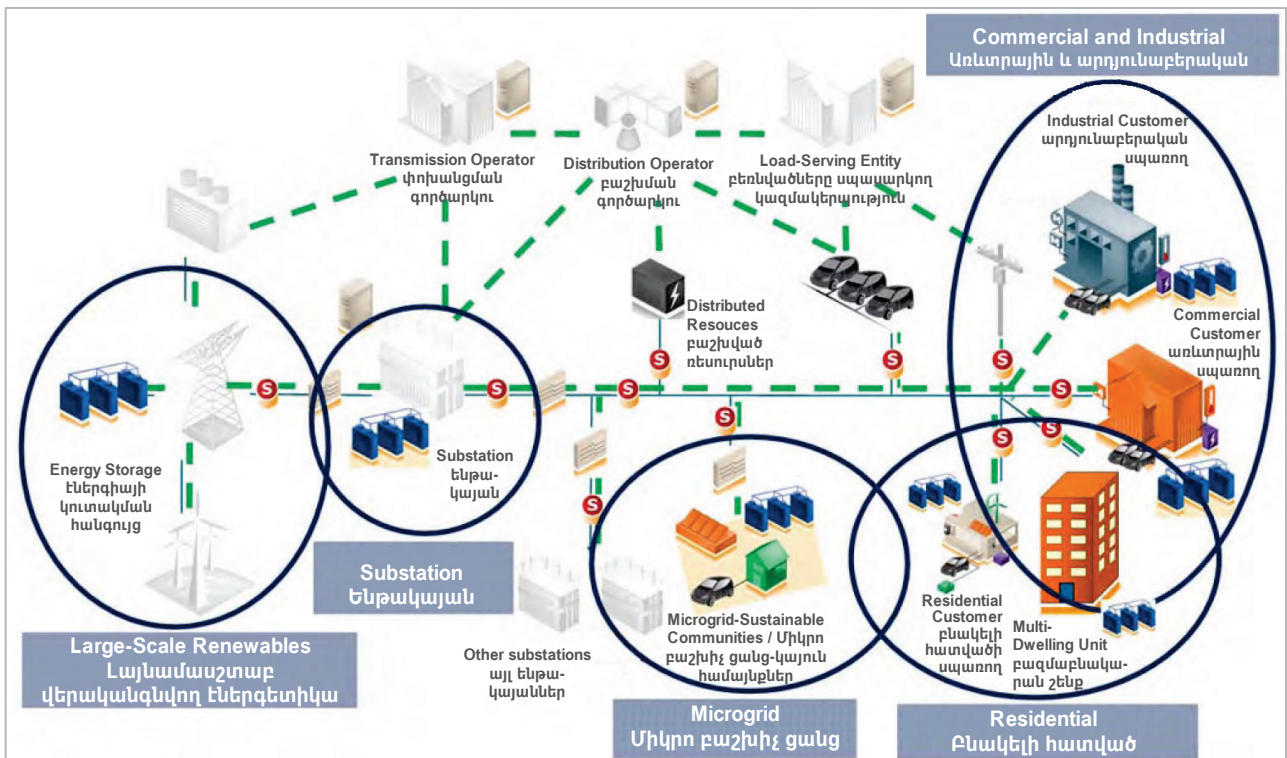 Commercial and Industrial
Առևտրային և արդյունաբերական
Industrial Customer
արդյունաբերական
սպառող
Transmission Operator
փոխանցման
գործարկու
Distribution Operator
բաշխման
գործարկու
Load-Serving Entity
բեռնվածները սպասարկող
կազմակերպություն
Distributed
Resouces
բաշխված
ռեսուրսներ
Commercial
Customer
առևտրային
սպառող
S
S
S
S
S
S
S
S
S
S
S
Energy Storage
էներգիայի
կուտակման
հանգույց
Substation
ենթա-
կայան
Substation
Ենթակայան
Large-Scale Renewables
Լայնամասշտաբ
վերականգնվող էներգետիկա
Other substations
այլ ենթա-
կայաններ
Microgrid-Sustainable
Communities / Միկրո
բաշխիչ ցանց-կայուն
համայնքներ
Microgrid
Միկրո բաշխիչ ցանց
Residential
Customer
բնակելի
հատվածի
սպառող
Multi-
Dwelling Unit
բազմաբնակա-
րան շենք
Residential
Բնակելի հատված